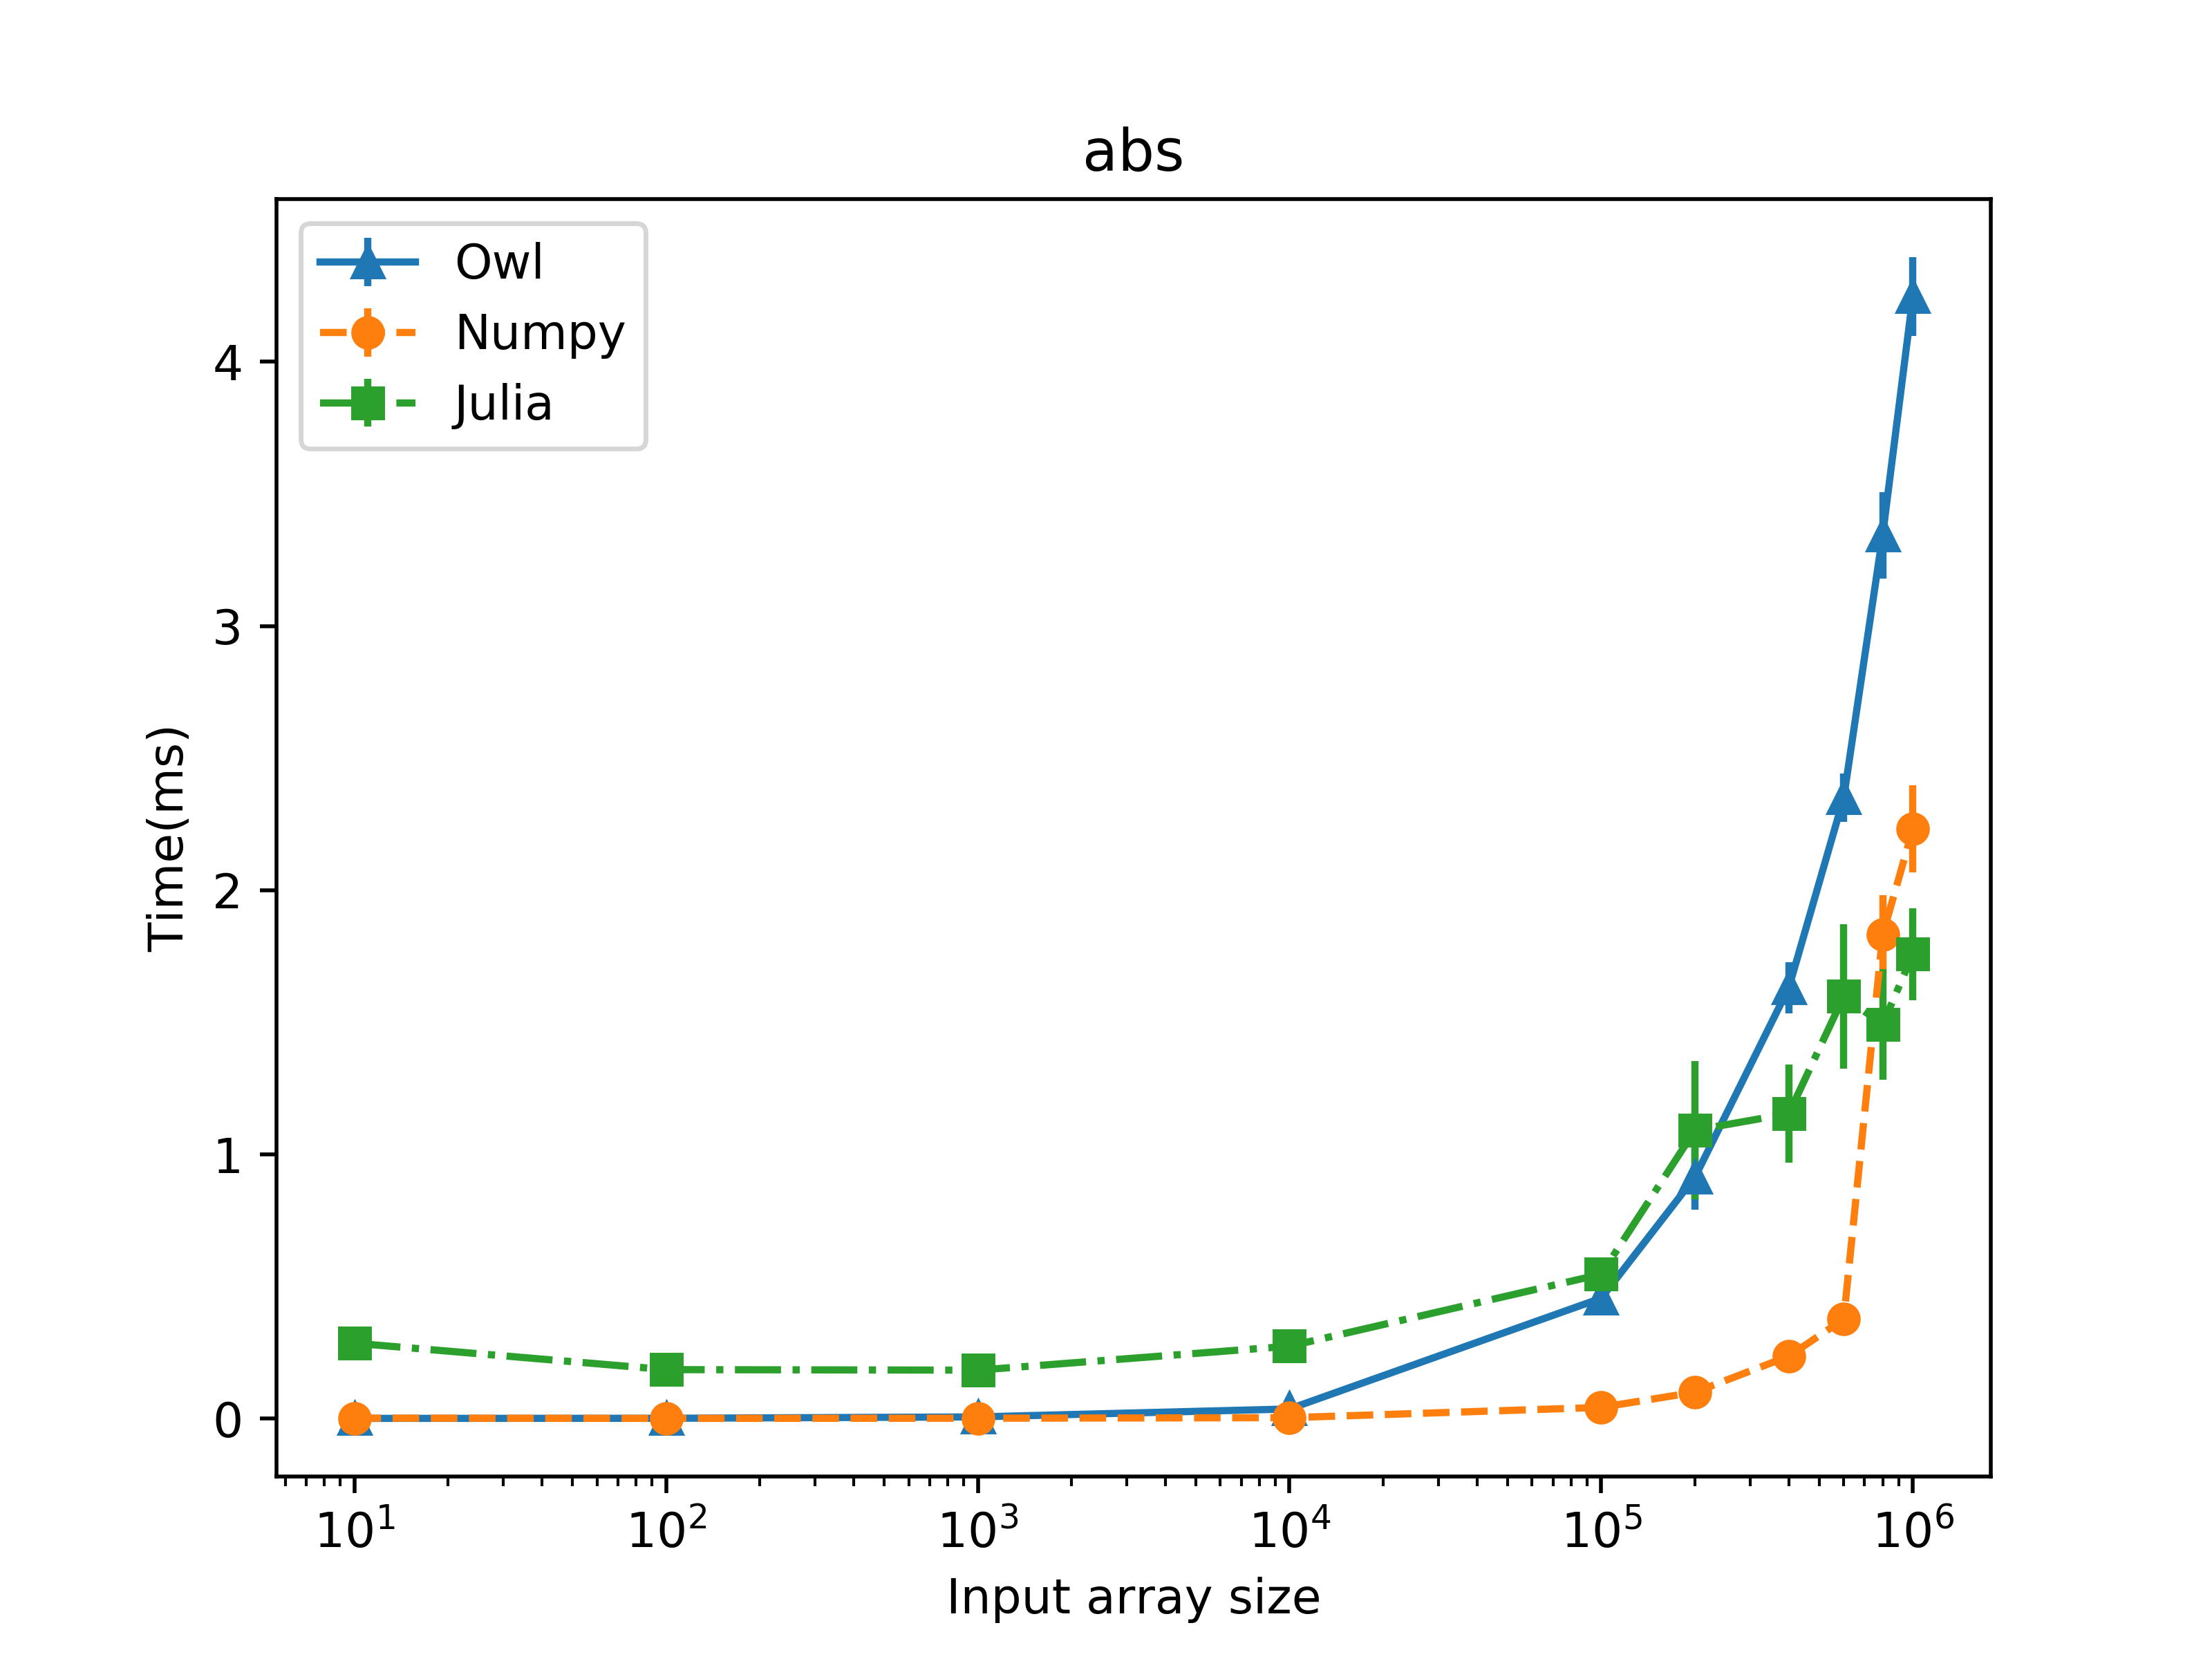 abs
Owl
Numpy
Julia
Time(ms)
4
3
2
1
0
10¹ 10² 10³ 10⁴ 10⁵ 10⁶
Input array size